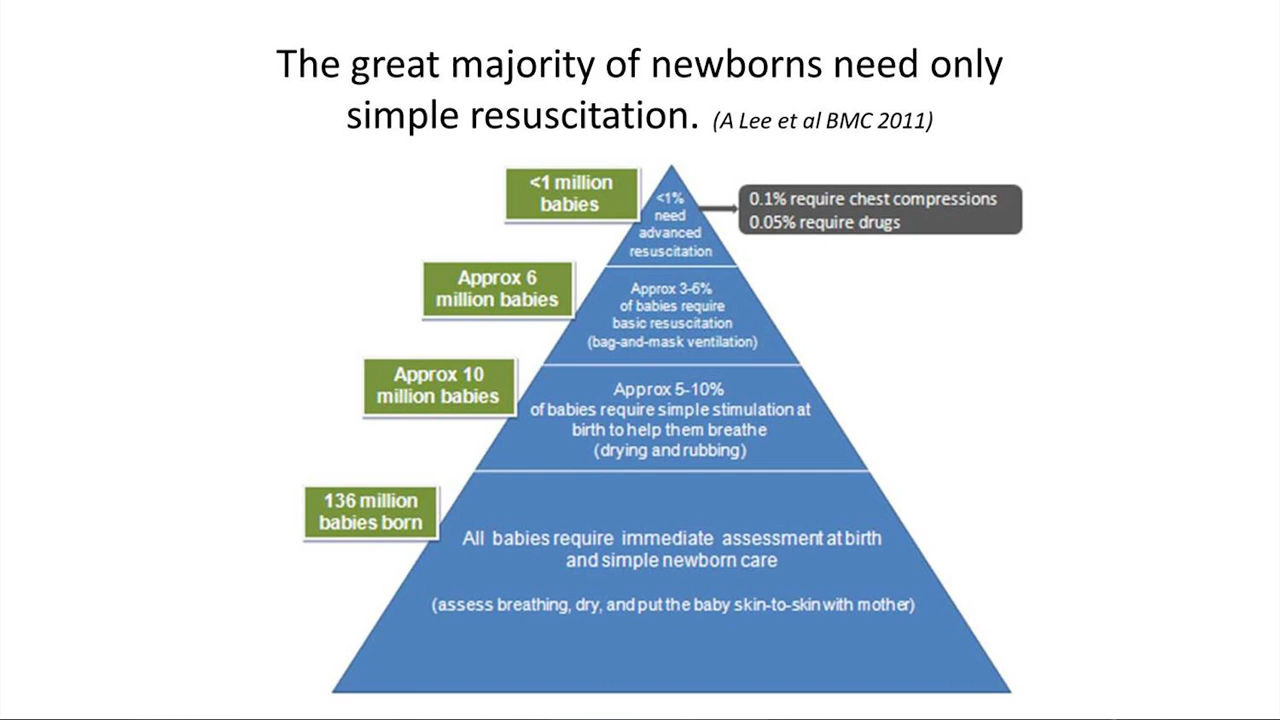 The great majority of newborns need only
simple resuscitation. (A Lee et al BMC 2011)
<1 million
babies
<1%
need
advanced
resuscitation
0.1% require chest compressions
0.05% require drugs
Approx 6
million babies
Approx 3-6%
of babies require
basic resuscitation
(bag-and-mask ventilation)
Approx 10
million babies
Approx 5-10%
of babies require simple stimulation at
birth to help them breathe
(drying and rubbing)
136 million
babies born
All babies require immediate assessment at birth
and simple newborn care
(assess breathing, dry, and put the baby skin-to-skin with mother)